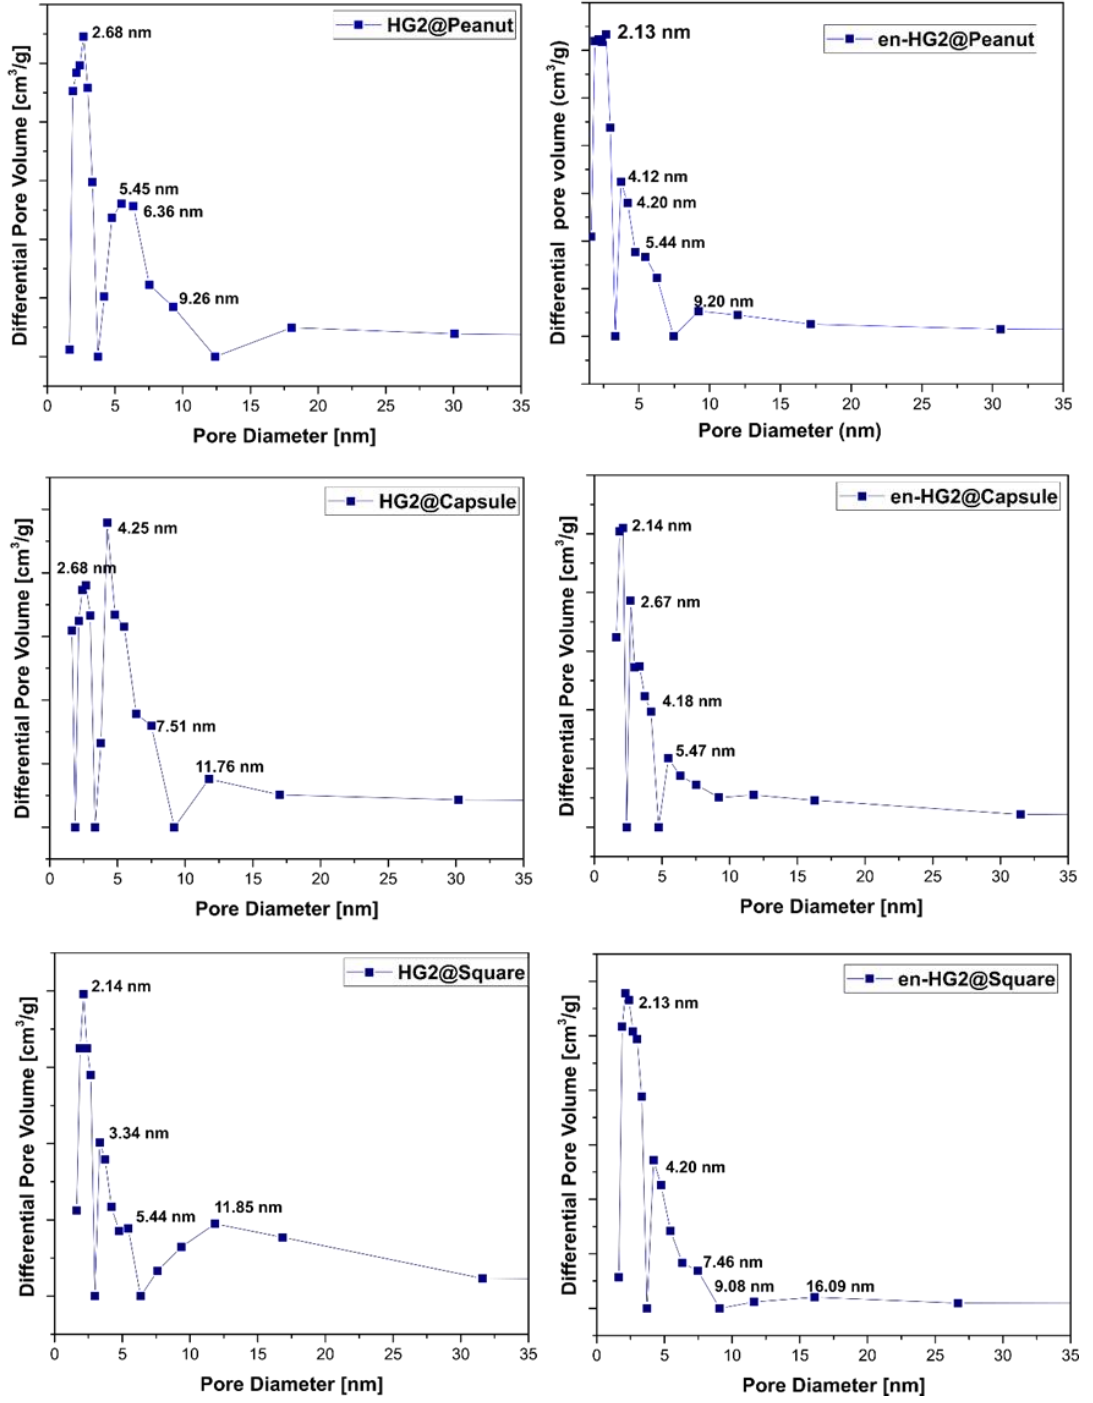 HG2@Peanut
2.68 nm
5.45 nm
6.36 nm
9.26 nm
Differential Pore Volume [cm³/g]
0 5 10 15 20 25 30 35
Pore Diameter [nm]
en-HG2@Peanut
2.13 nm
4.12 nm
4.20 nm
5.44 nm
9.20 nm
Differential pore volume (cm³/g)
5 10 15 20 25 30 35
Pore Diameter (nm)
HG2@Capsule
4.25 nm
2.68 nm
7.51 nm
11.76 nm
Differential Pore Volume [cm³/g]
0 5 10 15 20 25 30 35
Pore Diameter [nm]
en-HG2@Capsule
2.14 nm
2.67 nm
4.18 nm
5.47 nm
Differential Pore Volume [cm³/g]
0 5 10 15 20 25 30 35
Pore Diameter [nm]
HG2@Square
2.14 nm
3.34 nm
5.44 nm
11.85 nm
Differential Pore Volume [cm³/g]
0 5 10 15 20 25 30 35
Pore Diameter [nm]
en-HG2@Square
2.13 nm
4.20 nm
7.46 nm
9.08 nm
16.09 nm
Differential Pore Volume [cm³/g]
0 5 10 15 20 25 30 35
Pore Diameter [nm]